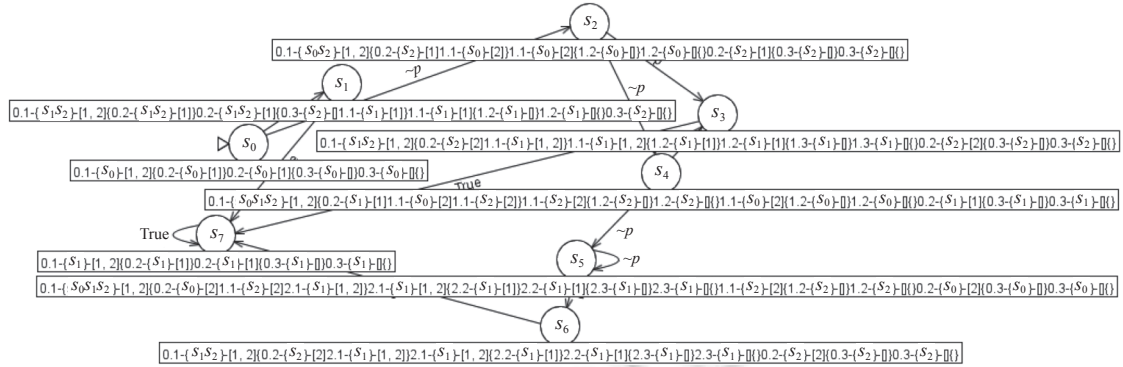 s2
0.1-{s0s2}-[1, 2]{0.2-{s2}-[1]1.1-{s0}-[2]}1.1-{s0}-[2]{1.2-{s0}-[]}1.2-{s0}-[]{}0.2-{s2}-[1]{0.3-{s2}-[]}0.3-{s2}-[]{}
~p
s1
~p
0.1-{s1s2}-[1, 2]{0.2-{s1s2}-[1]}0.2-{s1s2}-[1]{0.3-{s2}-[]1.1-{s1}-[1]}1.1-{s1}-[1]{1.2-{s1}-[]}1.2-{s1}-[]{}0.3-{s2}-[]{}
s3
s0
0.1-{s1s2}-[1, 2]{0.2-{s2}-[2]1.1-{s1}-[1, 2]}1.1-{s1}-[1, 2]{1.2-{s1}-[1]}1.2-{s1}-[1]{1.3-{s1}-[]}1.3-{s1}-[]{}0.2-{s2}-[2]{0.3-{s2}-[]}0.3-{s2}-[]{}
0.1-{s0}-[1, 2]{0.2-{s0}-[1]}0.2-{s0}-[1]{0.3-{s0}-[]}0.3-{s0}-[]{}
s4
True
0.1-{s0s1s2}-[1, 2]{0.2-{s1}-[1]1.1-{s0}-[2]1.1-{s2}-[2]}1.1-{s2}-[2]{1.2-{s2}-[]}1.2-{s2}-[]{}1.1-{s0}-[2]{1.2-{s0}-[]}1.2-{s0}-[]{}0.2-{s1}-[1]{0.3-{s1}-[]}0.3-{s1}-[]{}
True
s7
~p
0.1-{s1}-[1, 2]{0.2-{s1}-[1]}0.2-{s1}-[1]{0.3-{s1}-[]}0.3-{s1}-[]{}
s5
~p
0.1-{s0s1s2}-[1, 2]{0.2-{s0}-[2]1.1-{s2}-[2]2.1-{s1}-[1, 2]}2.1-{s1}-[1, 2]{2.2-{s1}-[1]}2.2-{s1}-[1]{2.3-{s1}-[]}2.3-{s1}-[]{}1.1-{s2}-[2]{1.2-{s2}-[]}1.2-{s2}-[]{}0.2-{s0}-[2]{0.3-{s0}-[]}0.3-{s0}-[]{}
s6
0.1-{s1s2}-[1, 2]{0.2-{s2}-[2]2.1-{s1}-[1, 2]}2.1-{s1}-[1, 2]{2.2-{s1}-[1]}2.2-{s1}-[1]{2.3-{s1}-[]}2.3-{s1}-[]{}0.2-{s2}-[2]{0.3-{s2}-[]}0.3-{s2}-[]{}